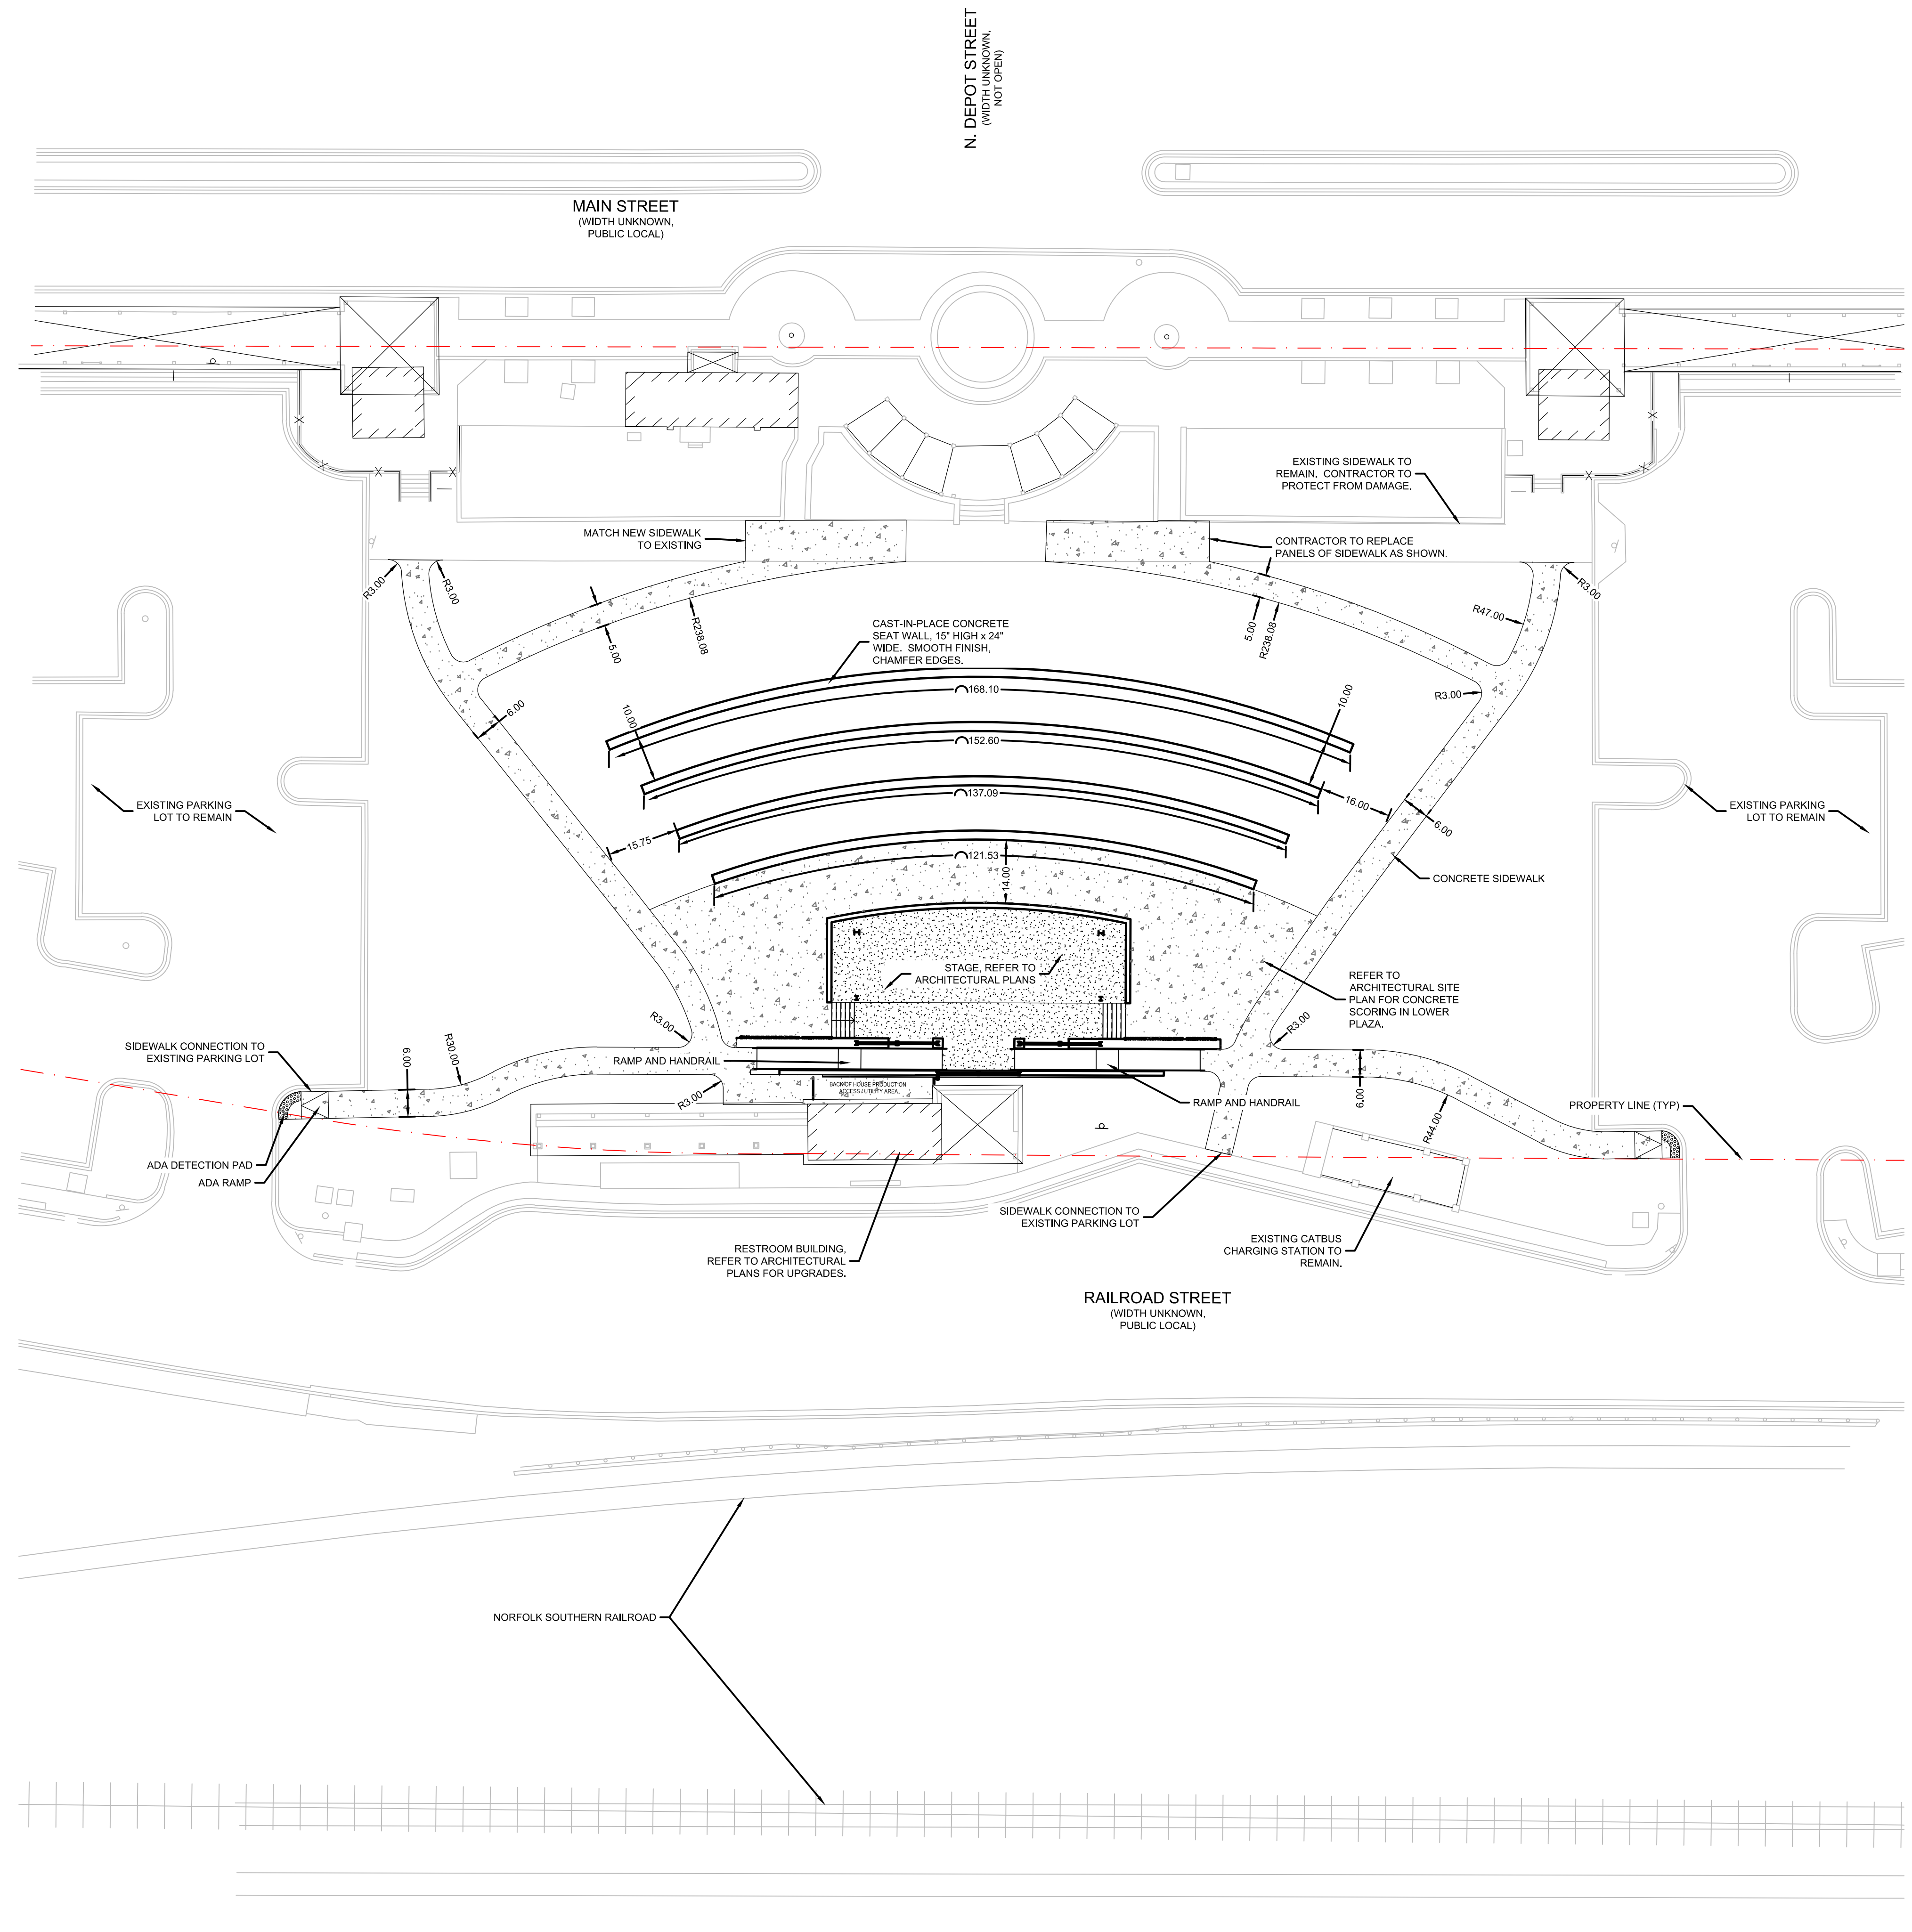 N. DEPOT STREET
(WIDTH UNKNOWN,
NOT OPEN)
MAIN STREET
(WIDTH UNKNOWN,
PUBLIC LOCAL)
EXISTING SIDEWALK TO
REMAIN. CONTRACTOR TO
PROTECT FROM DAMAGE.
MATCH NEW SIDEWALK
TO EXISTING
CONTRACTOR TO REPLACE
PANELS OF SIDEWALK AS SHOWN.
R3.00
R3.00
R3.00
R47.00
5.00
R238.08
5.00
R238.08
CAST-IN-PLACE CONCRETE
SEAT WALL, 15" HIGH x 24"
WIDE. SMOOTH FINISH,
CHAMFER EDGES.
168.10
R3.00
6.00
10.00
10.00
152.60
137.09
16.00
6.00
15.75
121.53
14.00
EXISTING PARKING
LOT TO REMAIN
EXISTING PARKING
LOT TO REMAIN
CONCRETE SIDEWALK
STAGE, REFER TO
ARCHITECTURAL PLANS
REFER TO
ARCHITECTURAL SITE
PLAN FOR CONCRETE
SCORING IN LOWER
PLAZA.
R3.00
R3.00
SIDEWALK CONNECTION TO
EXISTING PARKING LOT
6.00
R30.00
RAMP AND HANDRAIL
BACK OF HOUSE PRODUCTION
ACCESS / UTILITY AREA
R3.00
RAMP AND HANDRAIL
6.00
R44.00
PROPERTY LINE (TYP)
ADA DETECTION PAD
ADA RAMP
SIDEWALK CONNECTION TO
EXISTING PARKING LOT
RESTROOM BUILDING,
REFER TO ARCHITECTURAL
PLANS FOR UPGRADES.
EXISTING CATBUS
CHARGING STATION TO
REMAIN.
RAILROAD STREET
(WIDTH UNKNOWN,
PUBLIC LOCAL)
NORFOLK SOUTHERN RAILROAD